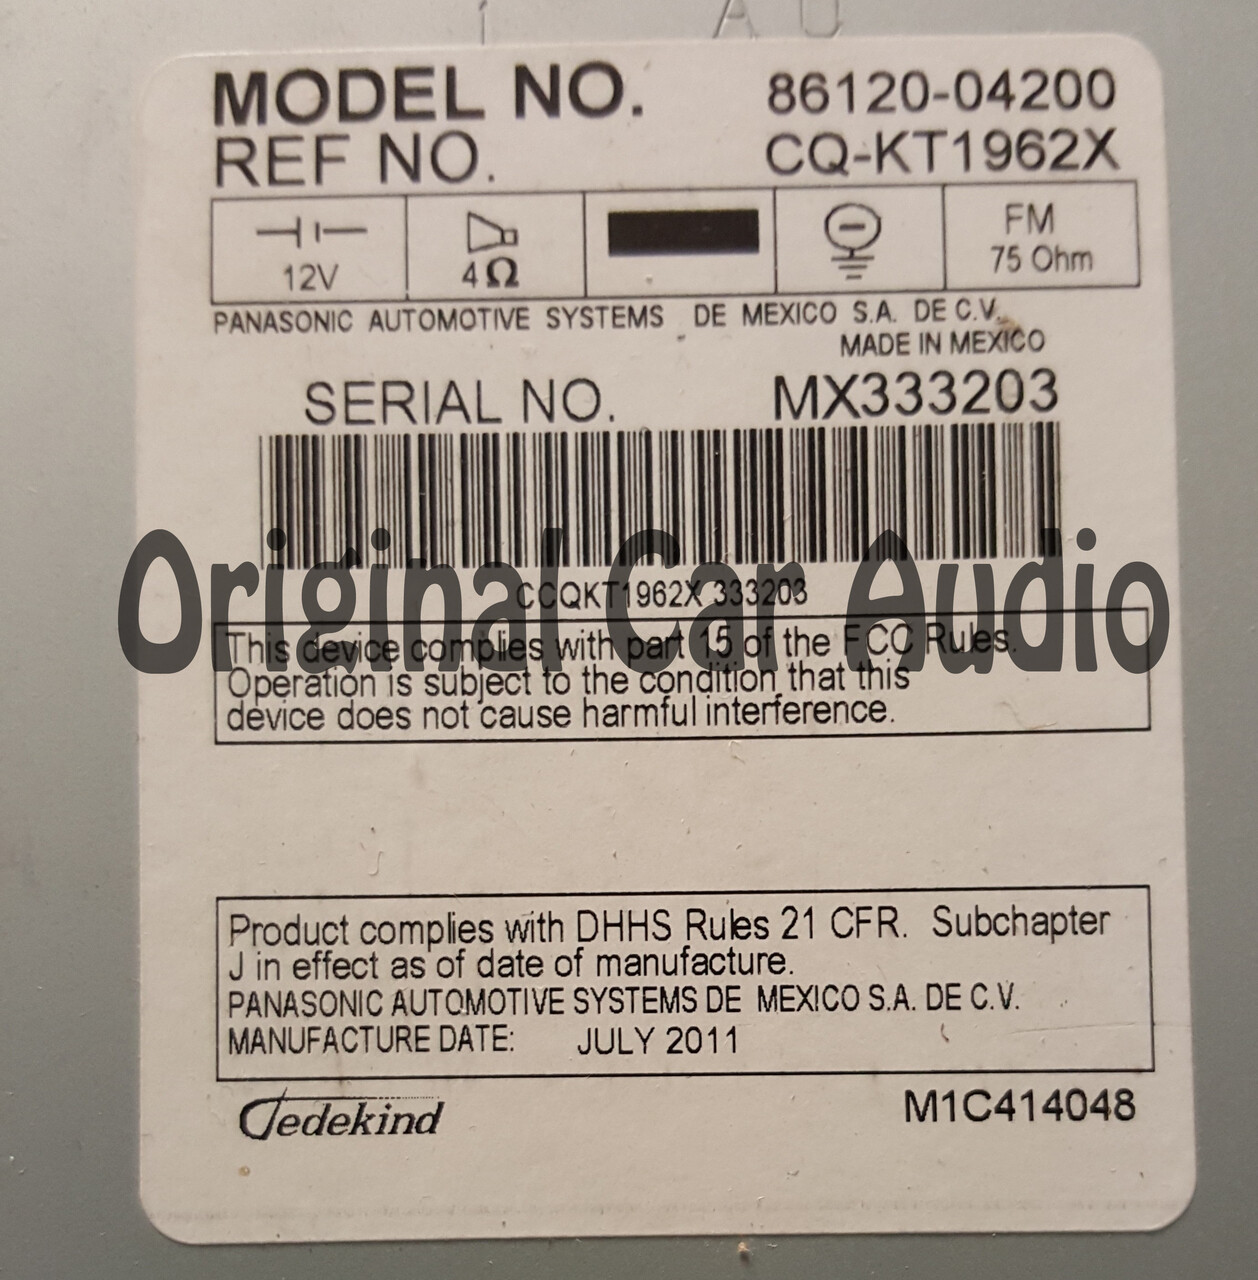 MODEL NO. 86120-04200
REF NO. CQ-KT1962X
12V
4Ω
FM
75 Ohm
PANASONIC AUTOMOTIVE SYSTEMS DE MEXICO S.A. DE C.V.
MADE IN MEXICO
SERIAL NO. MX333203
Original Car Audio
CCQKT1962X 333203
This device complies with part 15 of the FCC Rules.
Operation is subject to the condition that this
device does not cause harmful interference.
Product complies with DHHS Rules 21 CFR. Subchapter
J in effect as of date of manufacture.
PANASONIC AUTOMOTIVE SYSTEMS DE MEXICO S.A. DE C.V.
MANUFACTURE DATE: JULY 2011
Jedekind M1C414048